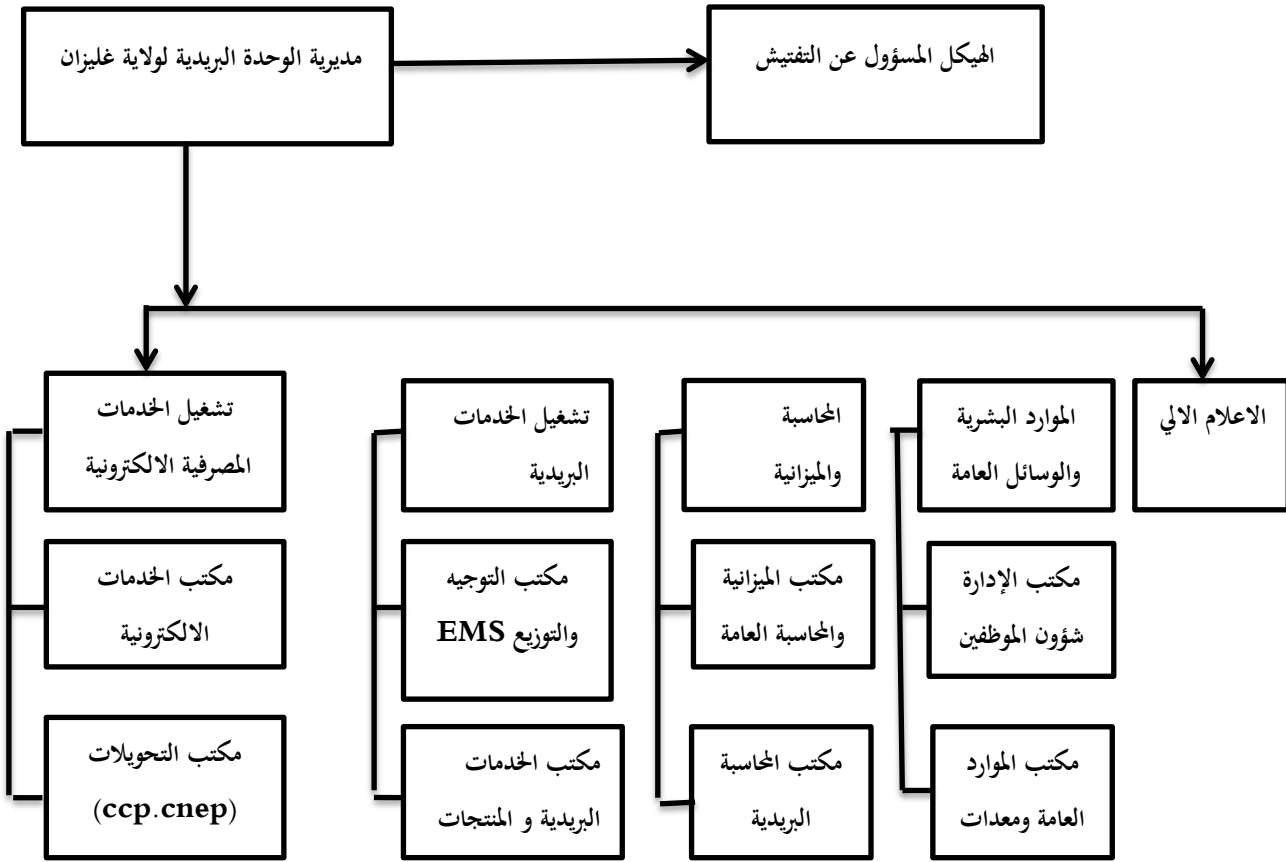 مديرية الوحدة البريدية لولاية غليزان
الهيكل المسؤول عن التفتيش
الاعلام الالي
الموارد البشرية
والوسائل العامة
المحاسبة
والميزانية
تشغيل الخدمات
البريدية
تشغيل الخدمات
المصرفية الالكترونية
مكتب الإدارة
شؤون الموظفين
مكتب الميزانية
والمحاسبة العامة
مكتب التوجيه
والتوزيع EMS
مكتب الخدمات
الالكترونية
مكتب الموارد
العامة ومعدات
مكتب المحاسبة
البريدية
مكتب الخدمات
البريدية و المنتجات
مكتب التحويلات
(ccp.cnep)